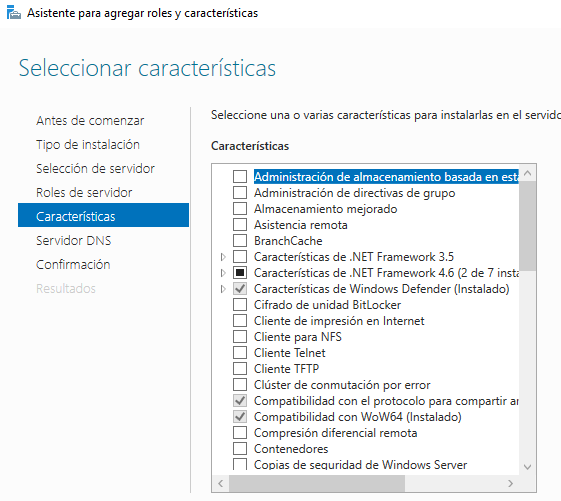 Asistente para agregar roles y características
Seleccionar características
Antes de comenzar
Tipo de instalación
Selección de servidor
Roles de servidor
Características
Servidor DNS
Confirmación
Resultados
Seleccione una o varias características para instalarlas en el servido
Características
Administración de almacenamiento basada en está
Administración de directivas de grupo
Almacenamiento mejorado
Asistencia remota
BranchCache
Características de .NET Framework 3.5
Características de .NET Framework 4.6 (2 de 7 insta
Características de Windows Defender (Instalado)
Cifrado de unidad BitLocker
Cliente de impresión en Internet
Cliente para NFS
Cliente Telnet
Cliente TFTP
Clúster de conmutación por error
Compatibilidad con el protocolo para compartir ar
Compatibilidad con WoW64 (Instalado)
Compresión diferencial remota
Contenedores
Copias de seguridad de Windows Server